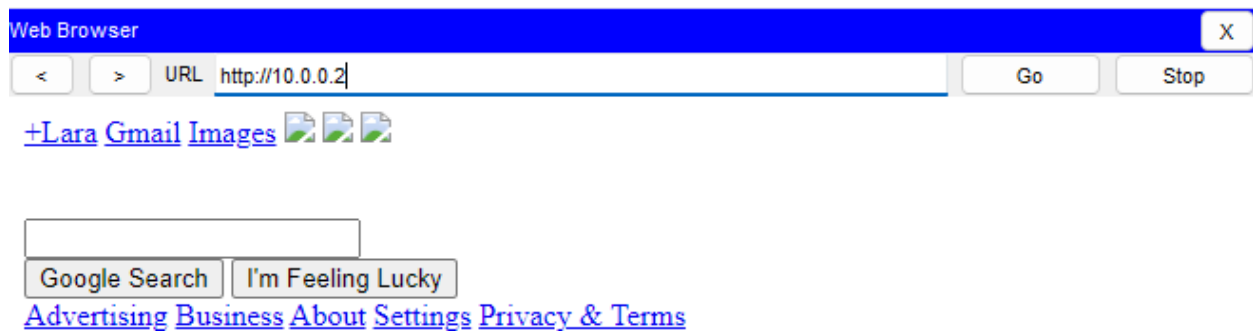 Web Browser X
< > URL http://10.0.0.2 Go Stop
+Lara Gmail Images
Google Search I'm Feeling Lucky
Advertising Business About Settings Privacy & Terms